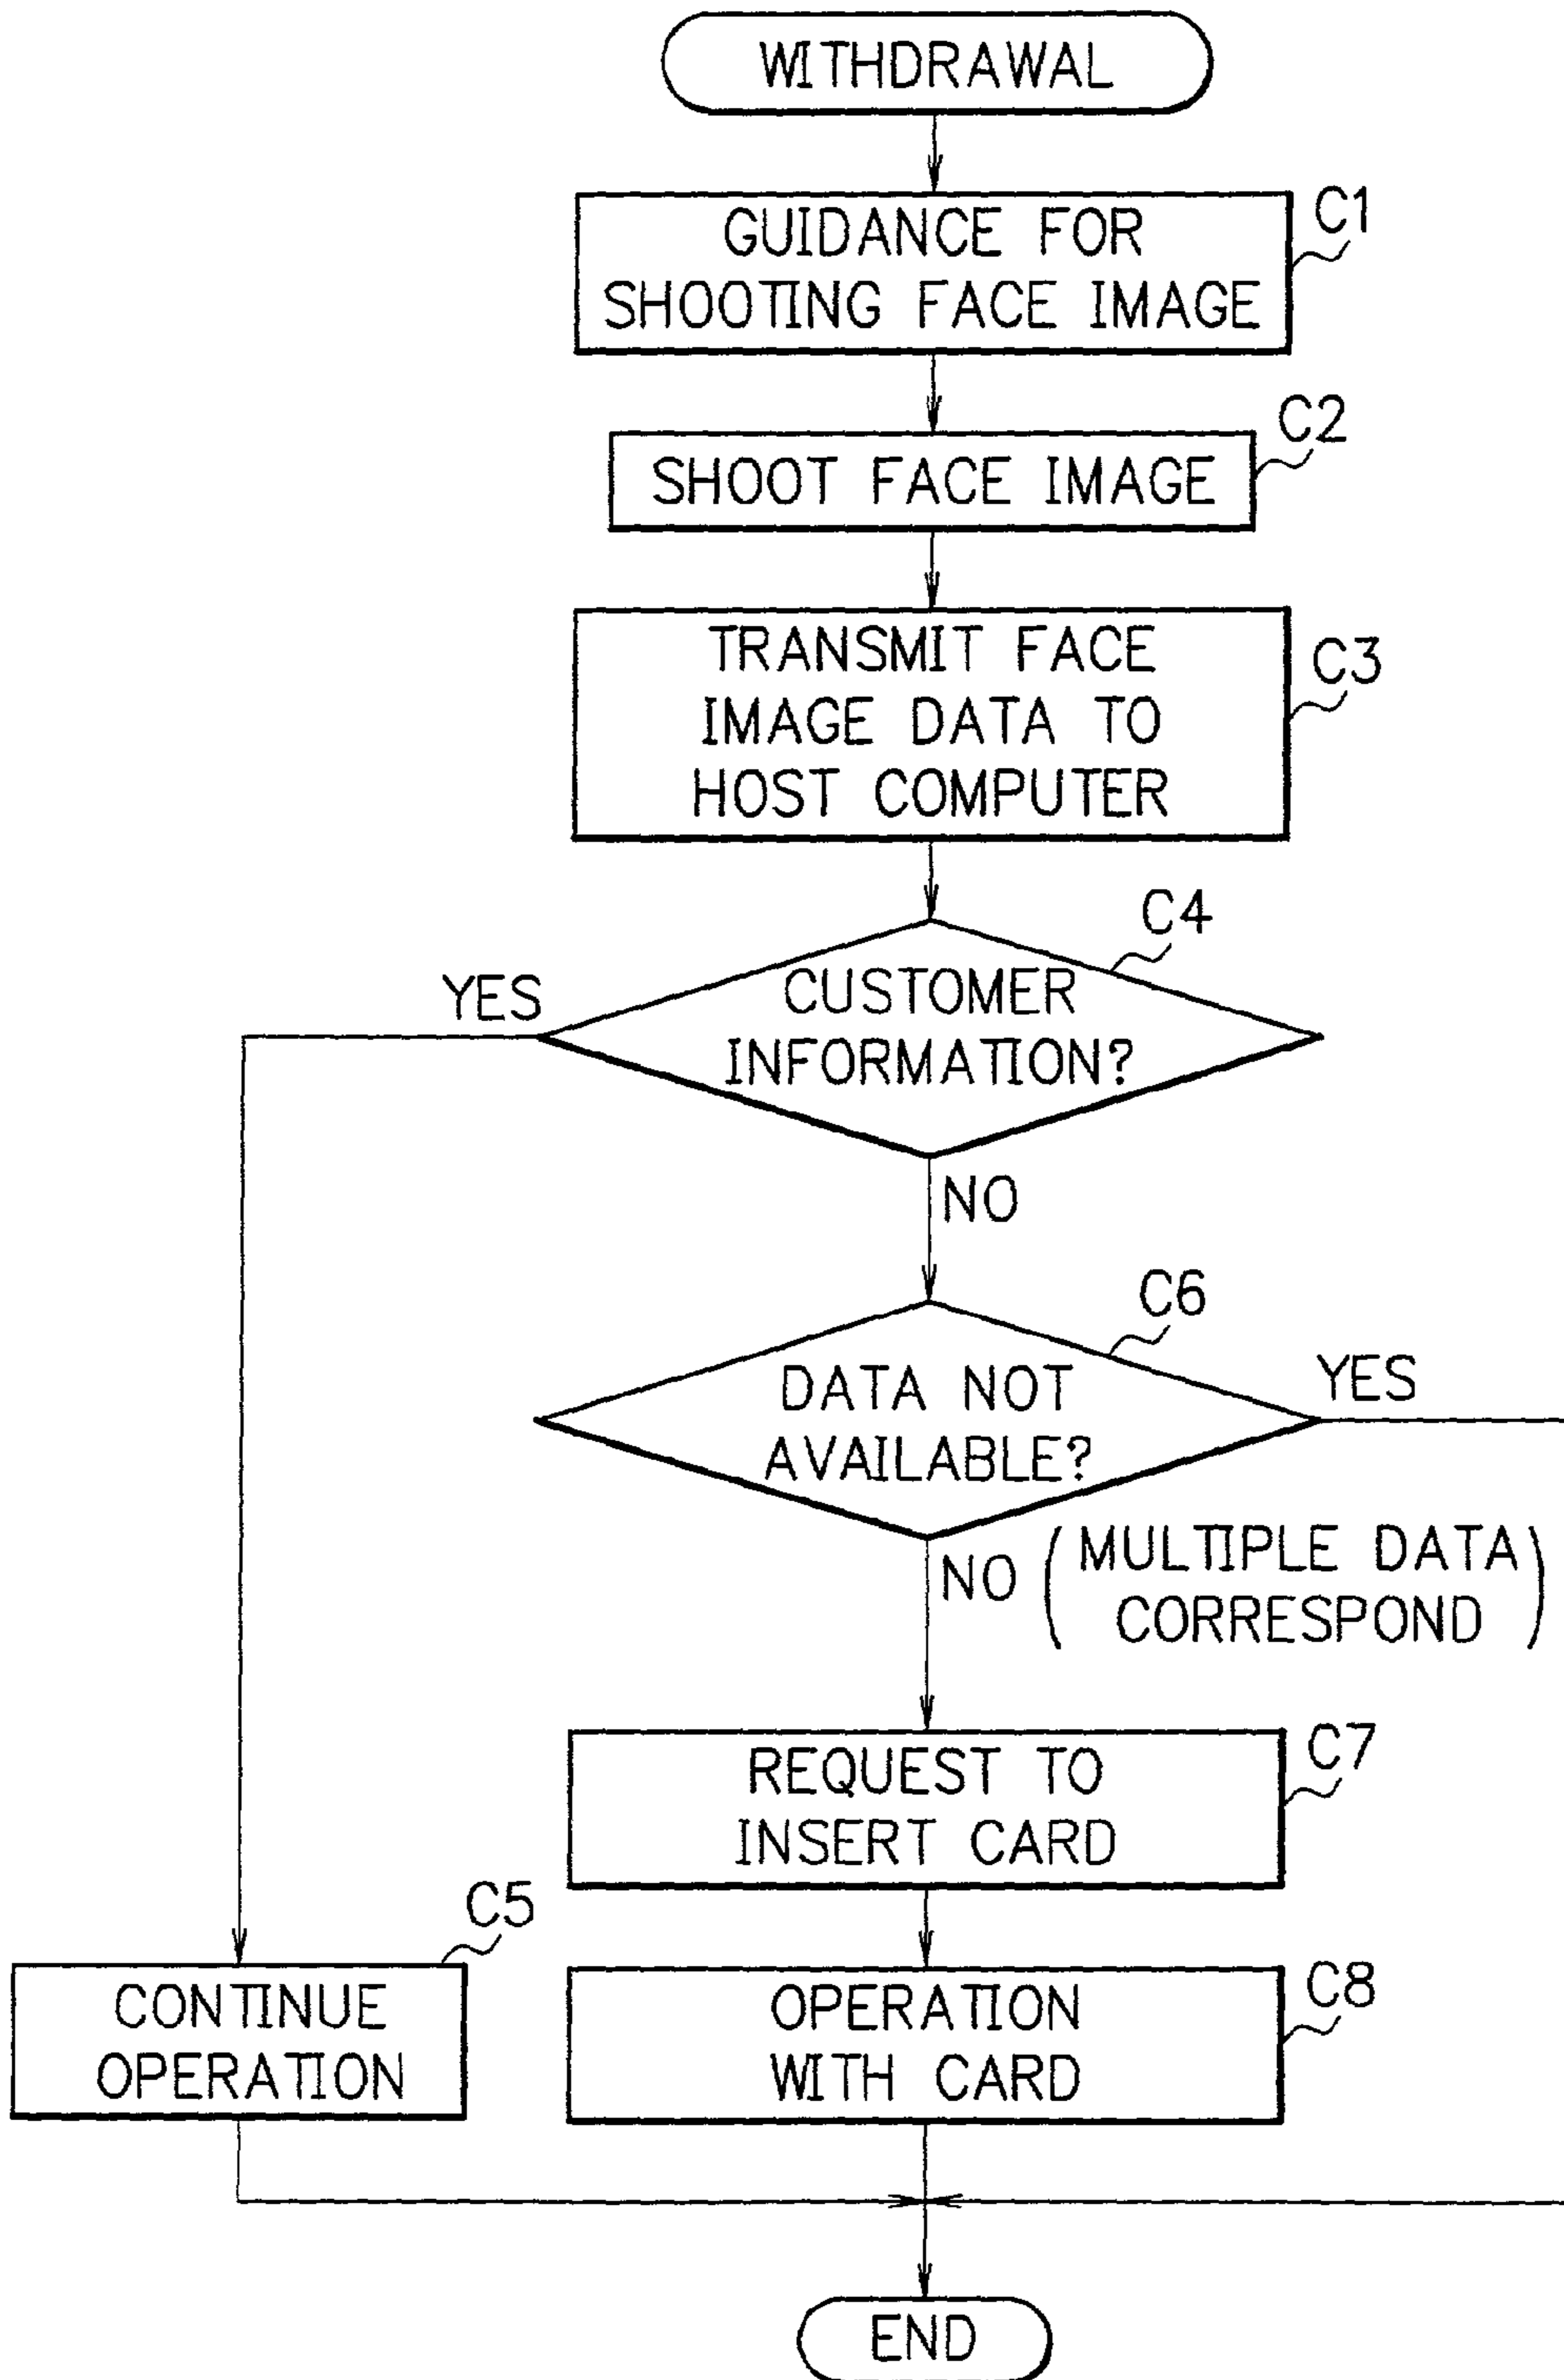 WITHDRAWAL
GUIDANCE FOR
SHOOTING FACE IMAGE
C1
SHOOT FACE IMAGE
C2
TRANSMIT FACE
IMAGE DATA TO
HOST COMPUTER
C3
C4
YES
CUSTOMER
INFORMATION?
NO
C6
DATA NOT
AVAILABLE?
YES
NO (MULTIPLE DATA
CORRESPOND)
REQUEST TO
INSERT CARD
C7
C5
CONTINUE
OPERATION
OPERATION
WITH CARD
C8
END